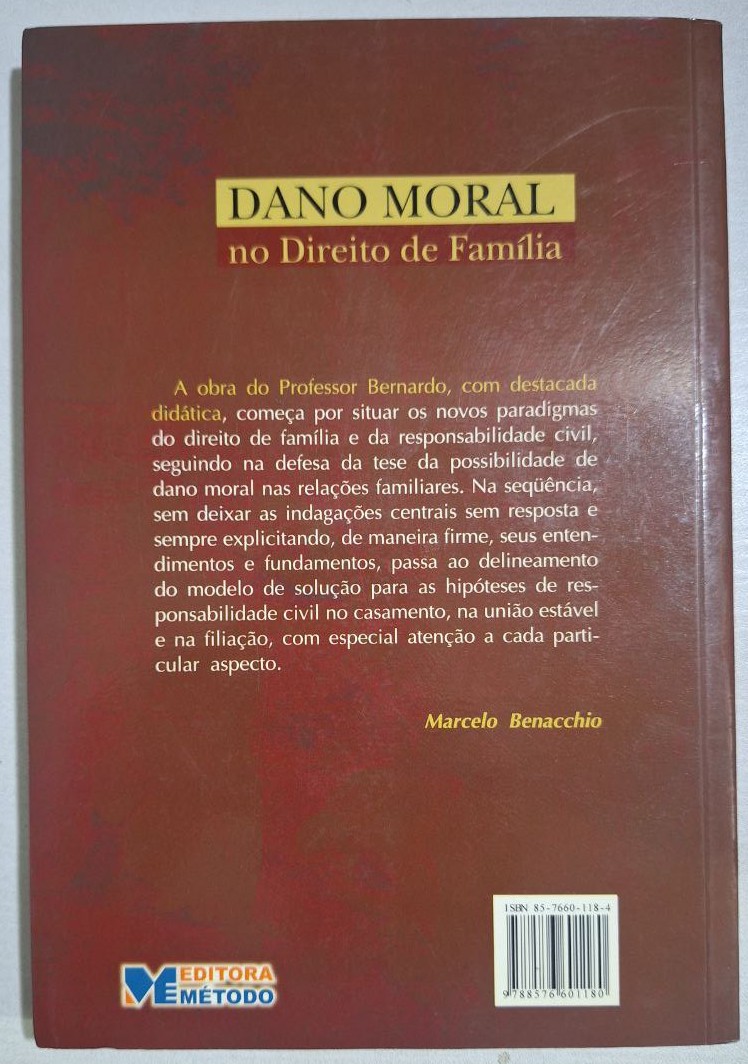 DANO MORAL
no Direito de Família
A obra do Professor Bernardo, com destacada
didática, começa por situar os novos paradigmas
do direito de família e da responsabilidade civil,
seguindo na defesa da tese da possibilidade de
dano moral nas relações familiares. Na seqüência,
sem deixar as indagações centrais sem resposta e
sempre explicitando, de maneira firme, seus enten-
dimentos e fundamentos, passa ao delineamento
do modelo de solução para as hipóteses de res-
ponsabilidade civil no casamento, na união estável
e na filiação, com especial atenção a cada parti-
cular aspecto.
Marcelo Benacchio
ISBN 85-7660-118-4
9788576601180
ME EDITORA
MÉTODO